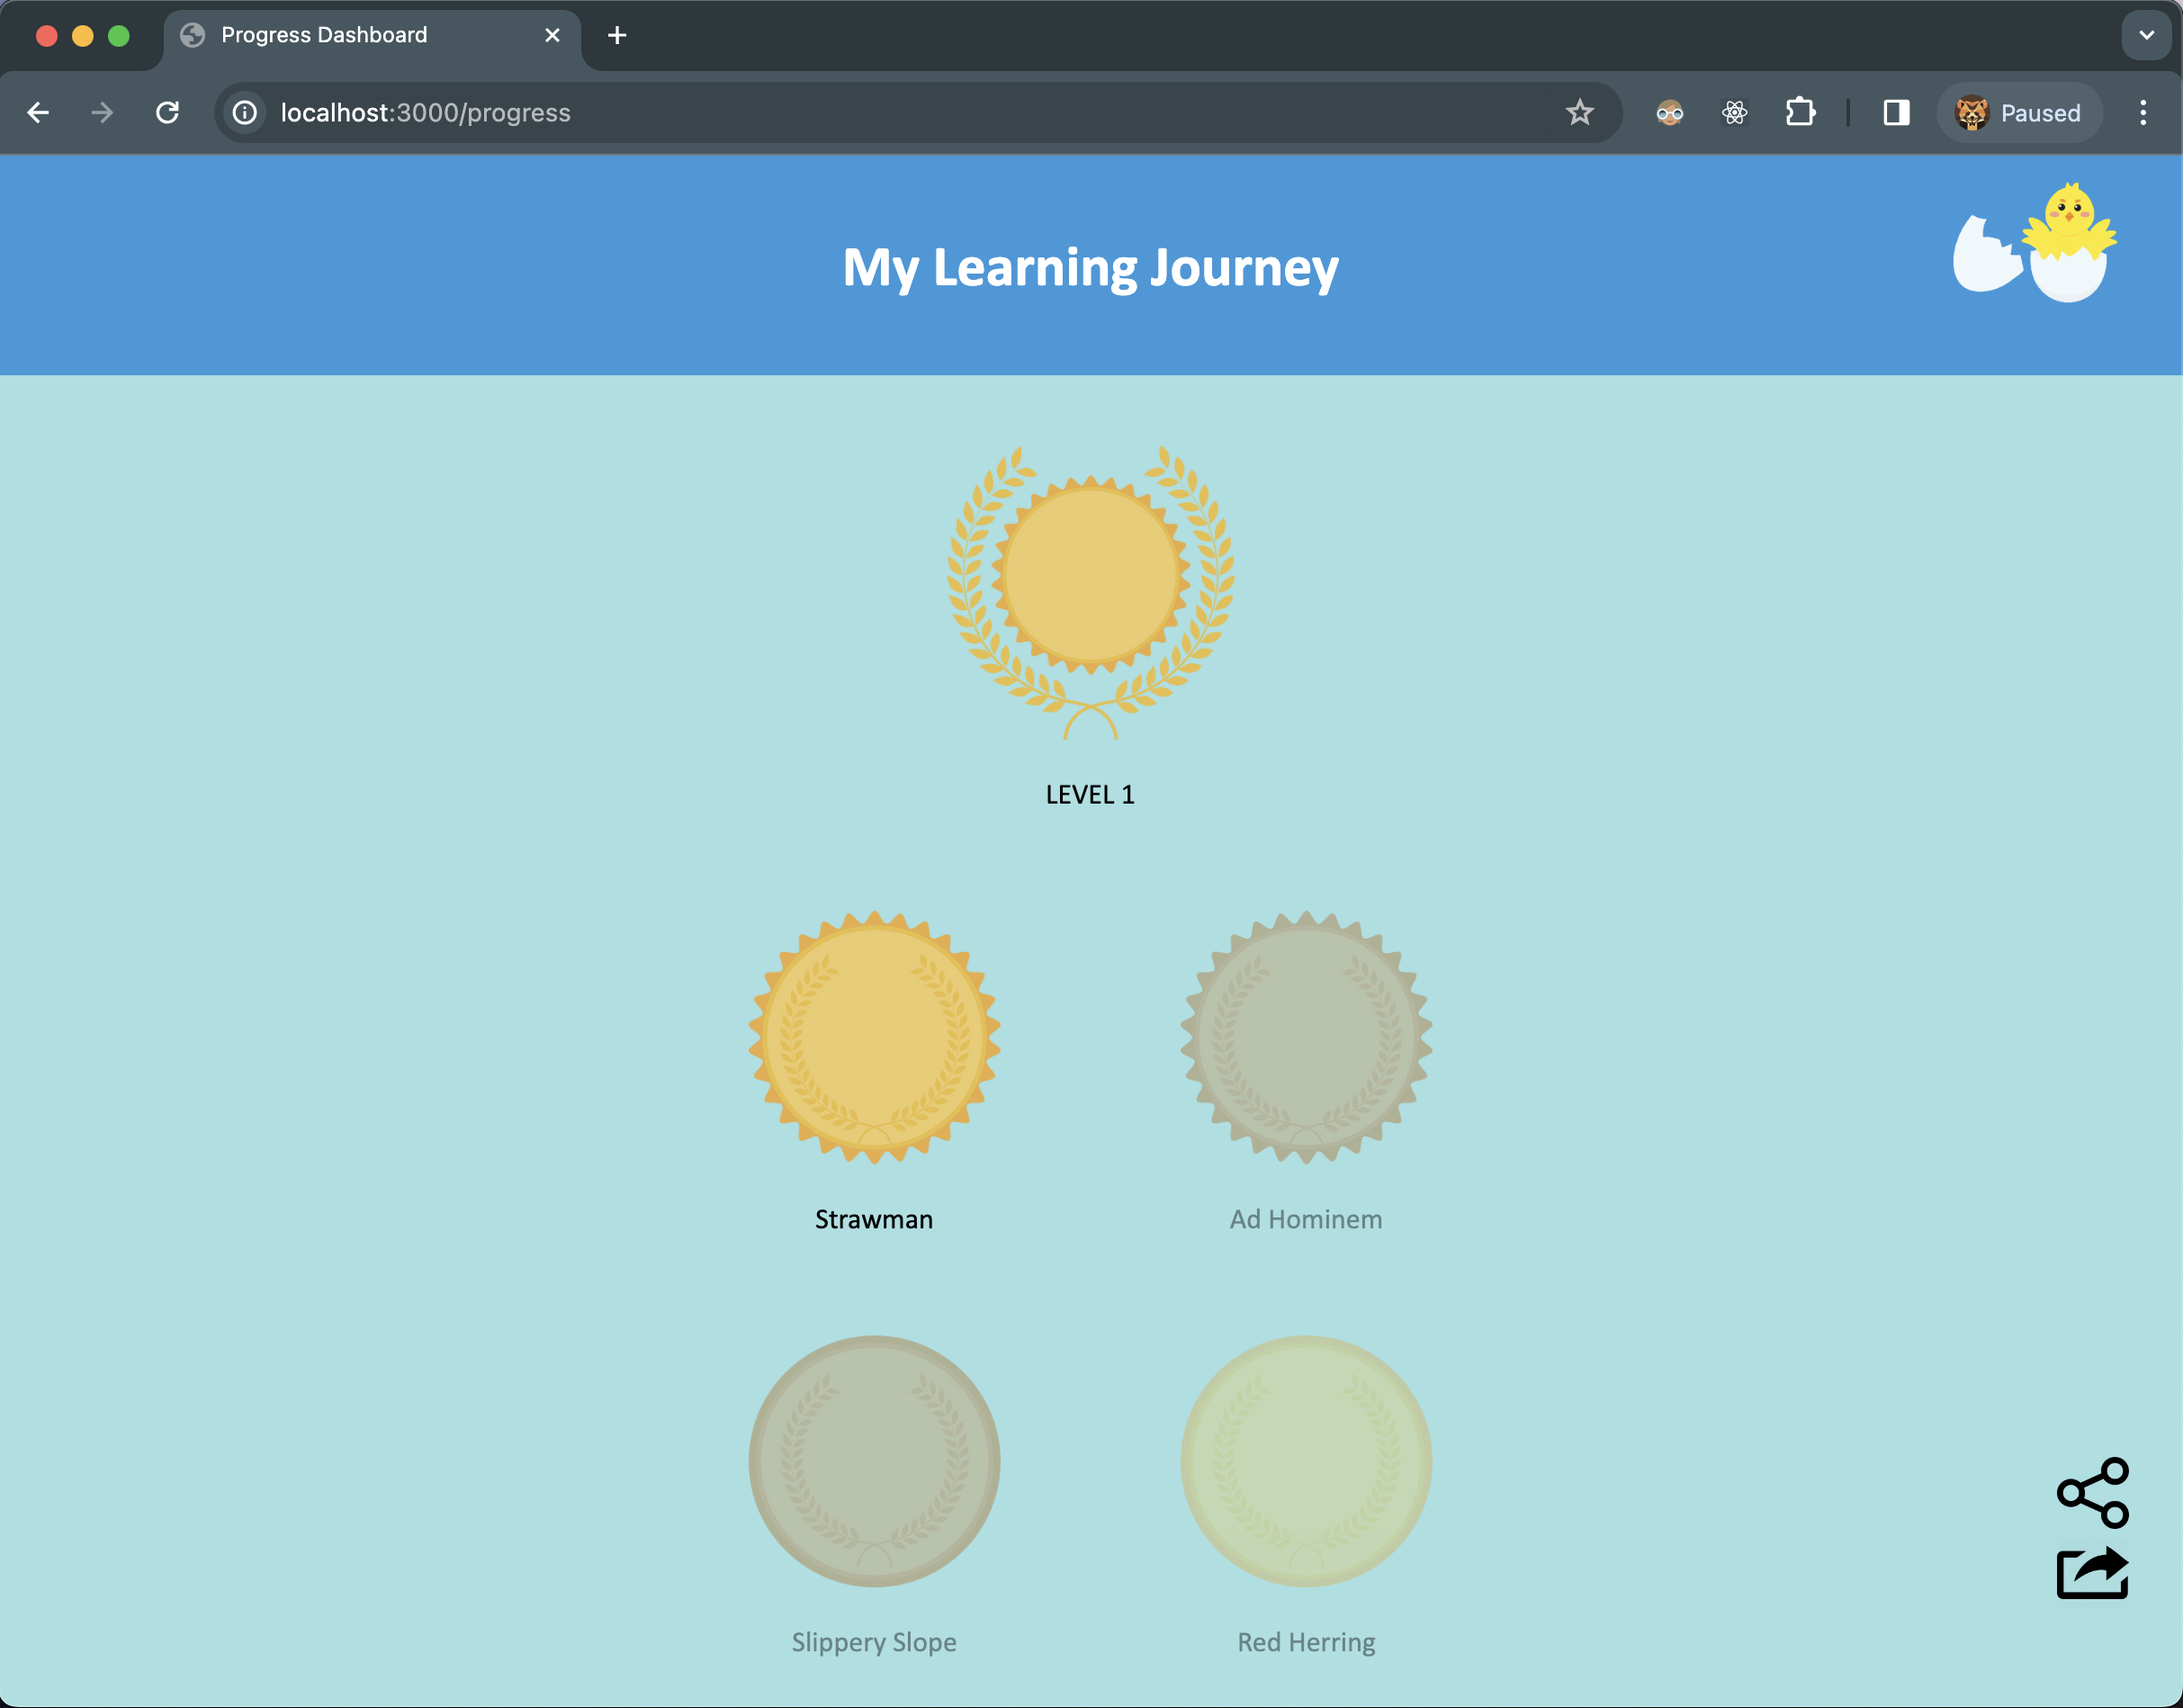 Progress Dashboard
localhost:3000/progress
Paused
My Learning Journey
LEVEL 1
Strawman
Ad Hominem
Slippery Slope
Red Herring